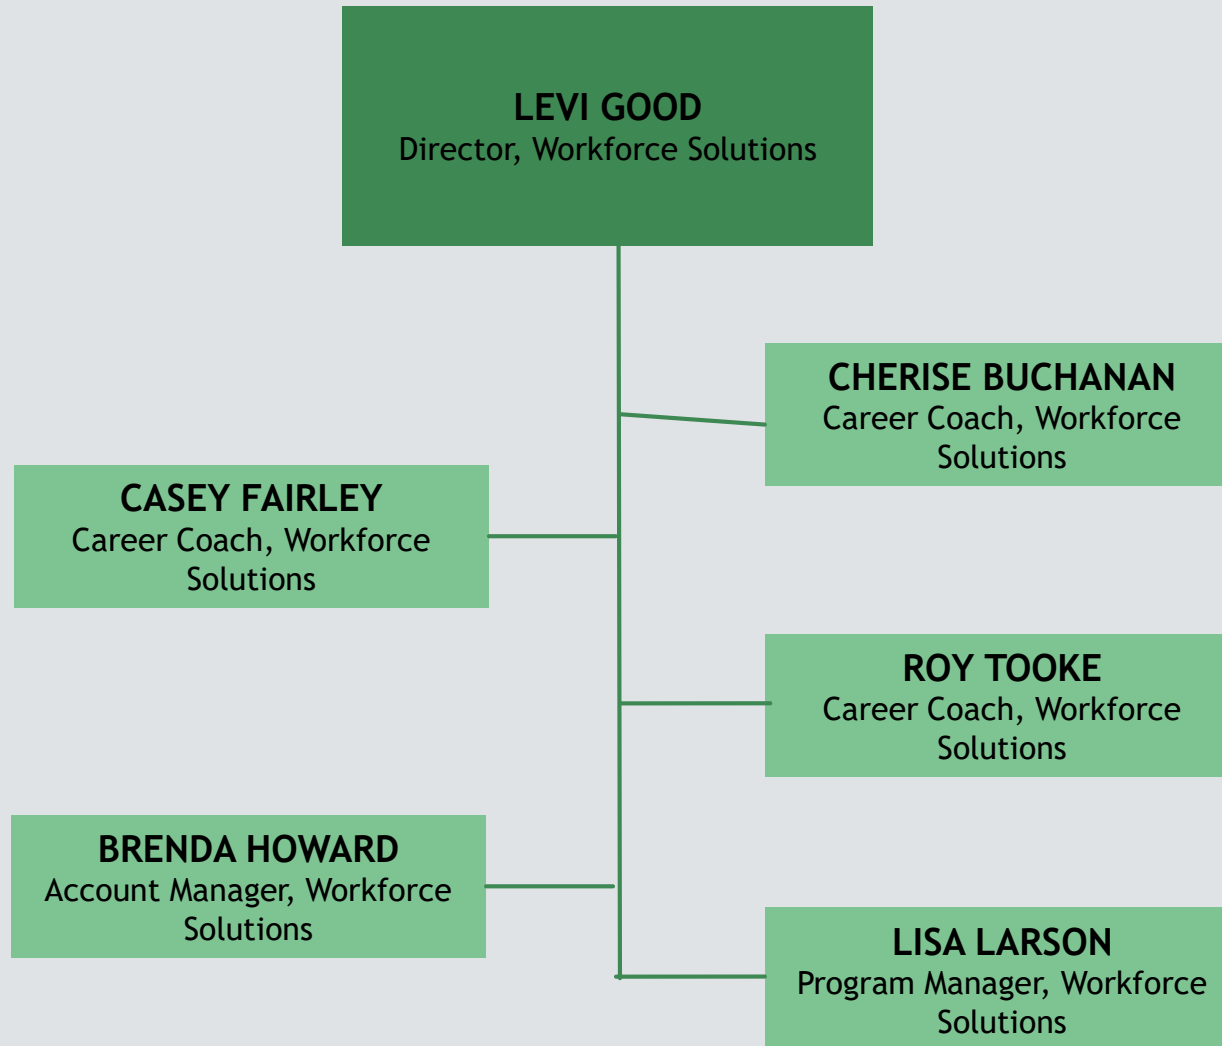 LEVI GOOD
Director, Workforce Solutions
CHERISE BUCHANAN
Career Coach, Workforce
Solutions
CASEY FAIRLEY
Career Coach, Workforce
Solutions
ROY TOOKE
Career Coach, Workforce
Solutions
BRENDA HOWARD
Account Manager, Workforce
Solutions
LISA LARSON
Program Manager, Workforce
Solutions